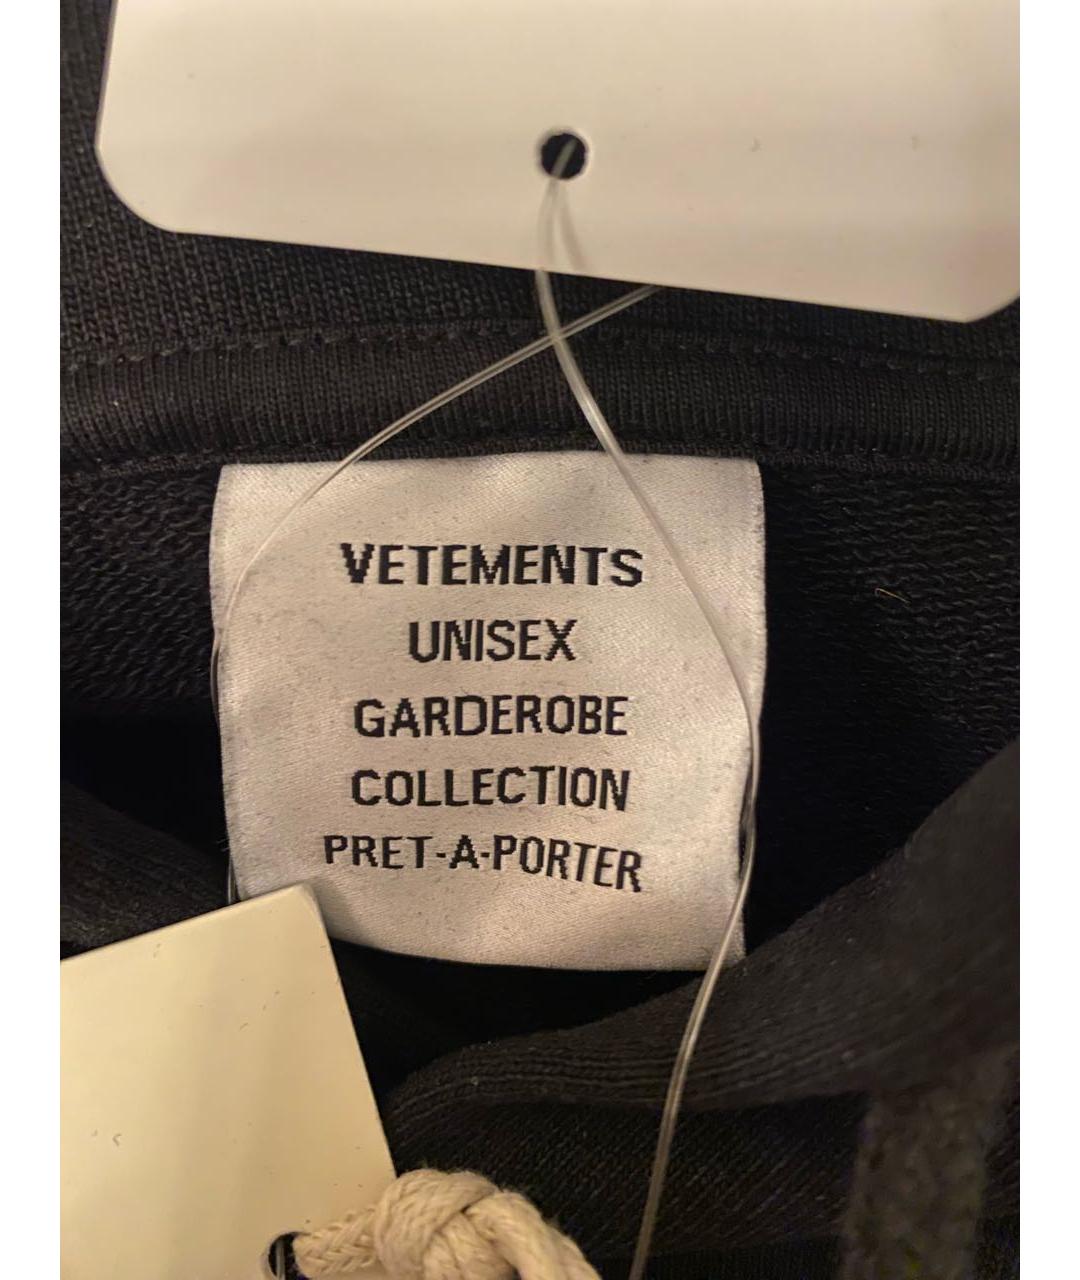 VETEMENTS
UNISEX
GARDEROBE
COLLECTION
PRET-A-PORTER